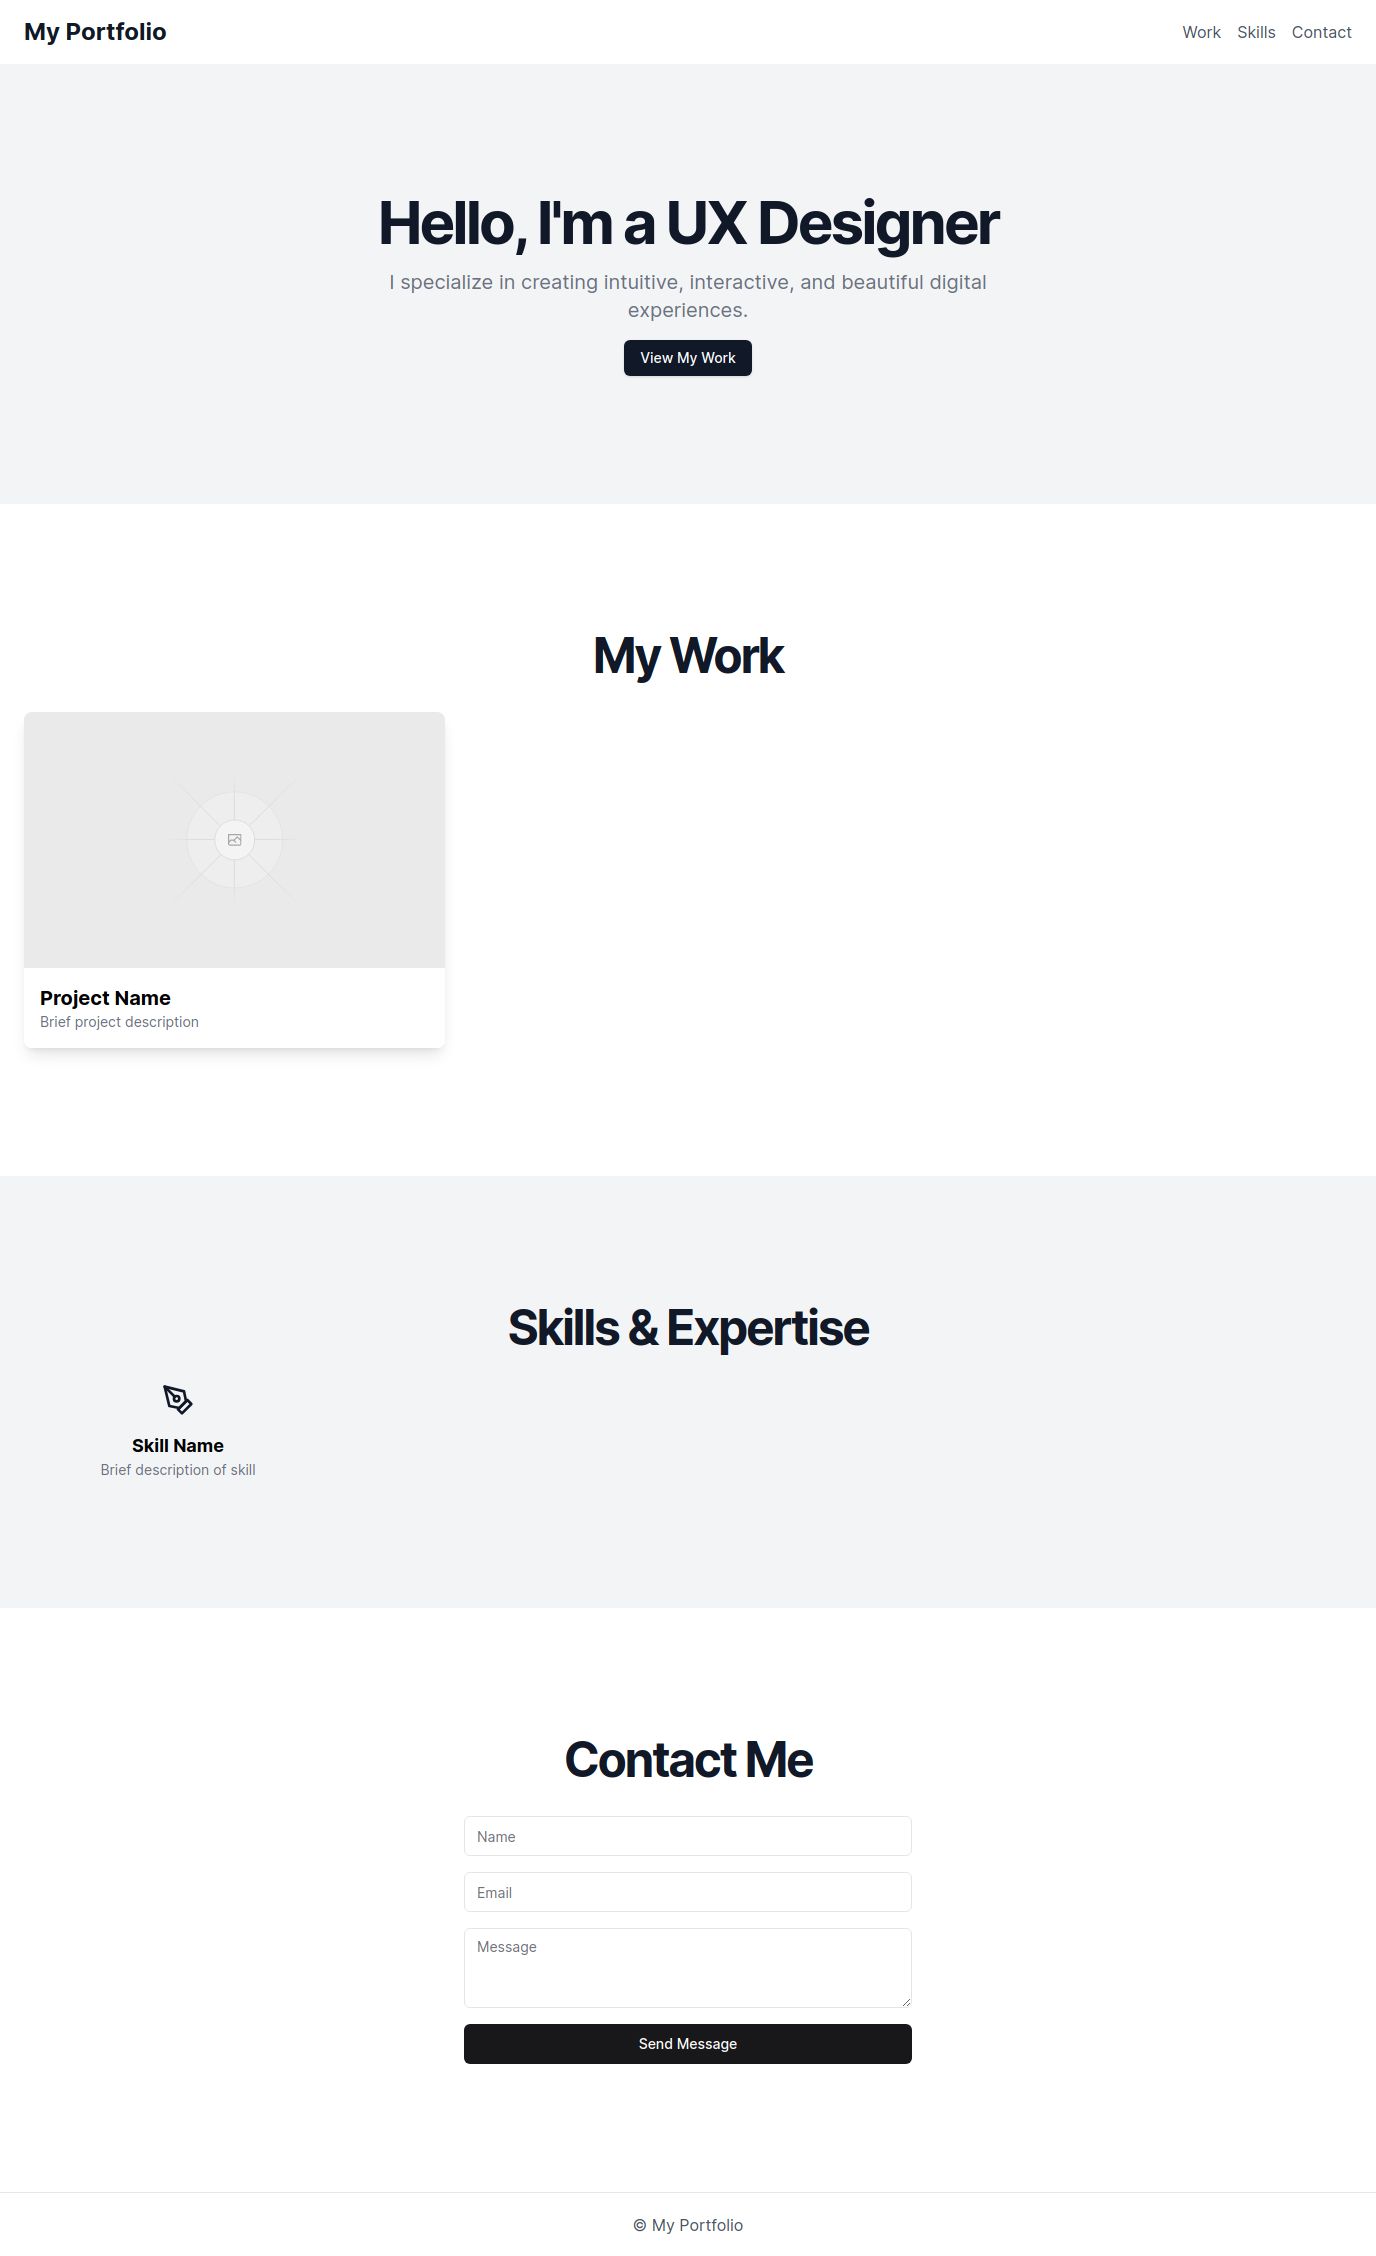 My Portfolio
Work
Skills
Contact
Hello, I'm a UX Designer
I specialize in creating intuitive, interactive, and beautiful digital
experiences.
View My Work
My Work
Project Name
Brief project description
Skills & Expertise
Skill Name
Brief description of skill
Contact Me
Name
Email
Message
Send Message
© My Portfolio